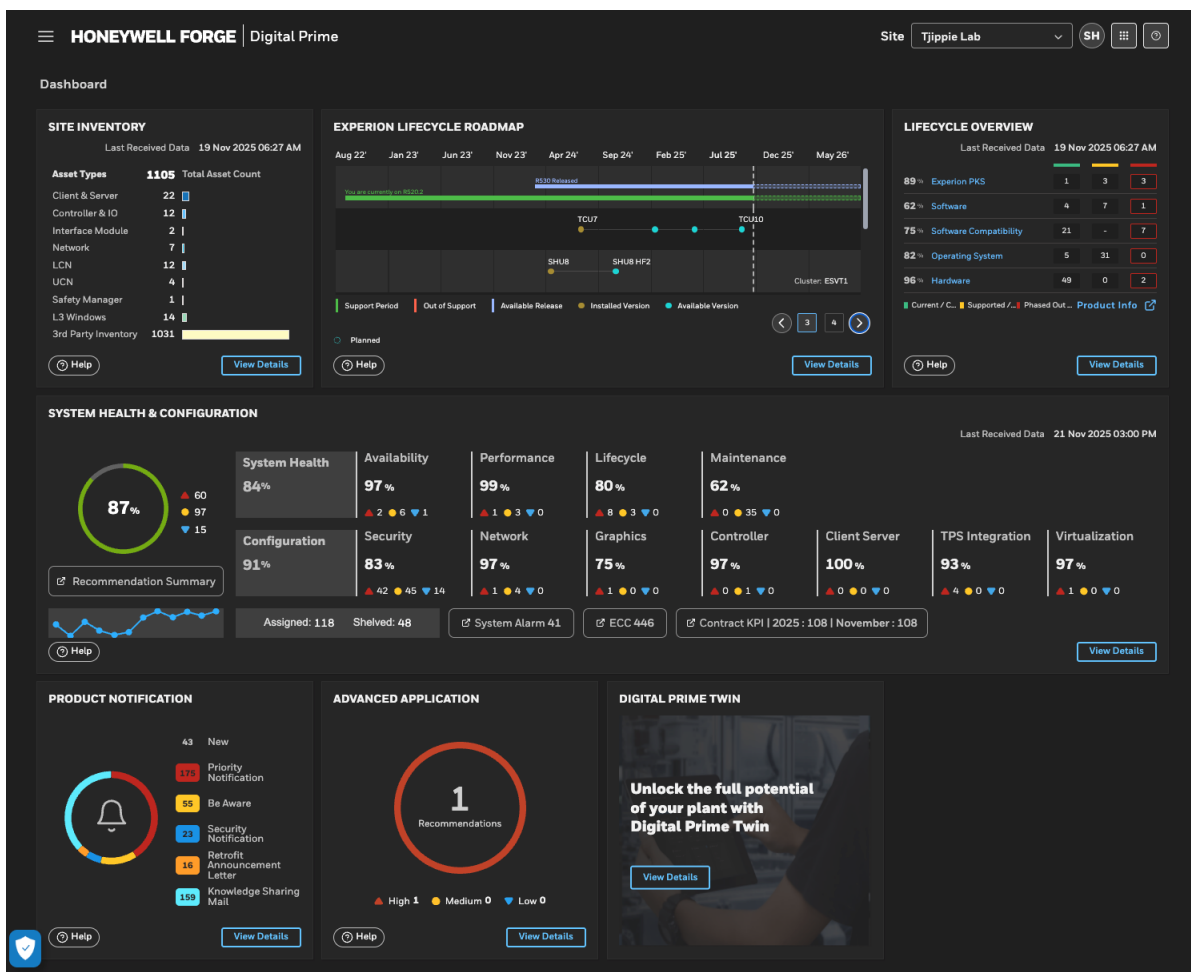 HONEYWELL FORGE | Digital Prime
Site Tjippie Lab SH
Dashboard
SITE INVENTORY
Last Received Data 19 Nov 2025 06:27 AM
Asset Types 1105 Total Asset Count
Client & Server 22
Controller & IO 12
Interface Module 2
Network 7
LCN 12
UCN 4
Safety Manager 1
L3 Windows 14
3rd Party Inventory 1031
Help View Details
EXPERION LIFECYCLE ROADMAP
Aug 22' Jan 23' Jun 23' Nov 23' Apr 24' Sep 24' Feb 25' Jul 25' Dec 25' May 26'
R530 Released
You are currently on R520.2
TCU7 TCU10
SHU8 SHU8 HF2
Cluster: ESVT1
Support Period Out of Support Available Release Installed Version Available Version
3 4
Planned
Help View Details
LIFECYCLE OVERVIEW
Last Received Data 19 Nov 2025 06:27 AM
89% Experion PKS 1 3 3
62% Software 4 7 1
75% Software Compatibility 21 - 7
82% Operating System 5 31 0
96% Hardware 49 0 2
Current / C... Supported /... Phased Out ... Product Info
Help View Details
SYSTEM HEALTH & CONFIGURATION
Last Received Data 21 Nov 2025 03:00 PM
87%
60
97
15
Recommendation Summary
System Health
84%
Availability
97 %
2 6 1
Performance
99 %
1 3 0
Lifecycle
80 %
8 3 0
Maintenance
62 %
0 35 0
Configuration
91%
Security
83 %
42 45 14
Network
97 %
1 4 0
Graphics
75 %
1 0 0
Controller
97 %
0 1 0
Client Server
100 %
0 0 0
TPS Integration
93 %
4 0 0
Virtualization
97 %
1 0 0
Assigned: 118 Shelved: 48 System Alarm 41 ECC 446 Contract KPI | 2025 : 108 | November : 108
Help View Details
PRODUCT NOTIFICATION
43 New
175 Priority
Notification
55 Be Aware
23 Security
Notification
16 Retrofit
Announcement
Letter
159 Knowledge Sharing
Mail
Help View Details
ADVANCED APPLICATION
1
Recommendations
High 1 Medium 0 Low 0
Help View Details
DIGITAL PRIME TWIN
Unlock the full potential
of your plant with
Digital Prime Twin
View Details